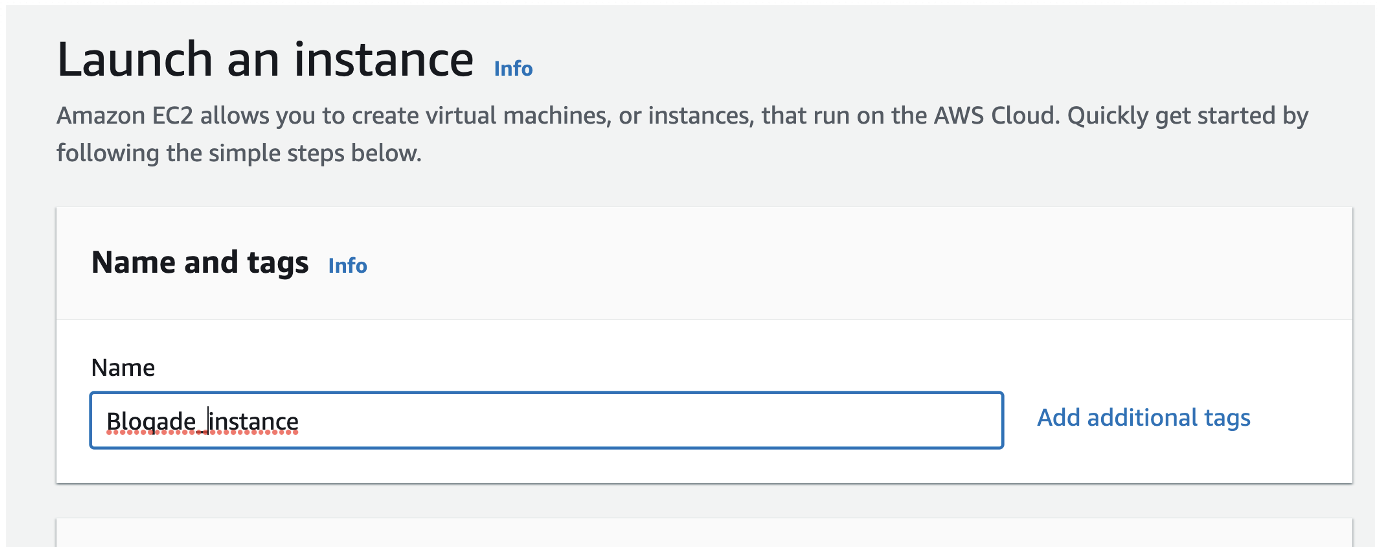 Launch an instance Info
Amazon EC2 allows you to create virtual machines, or instances, that run on the AWS Cloud. Quickly get started by
following the simple steps below.
Name and tags Info
Name
Bloqade_instance
Add additional tags